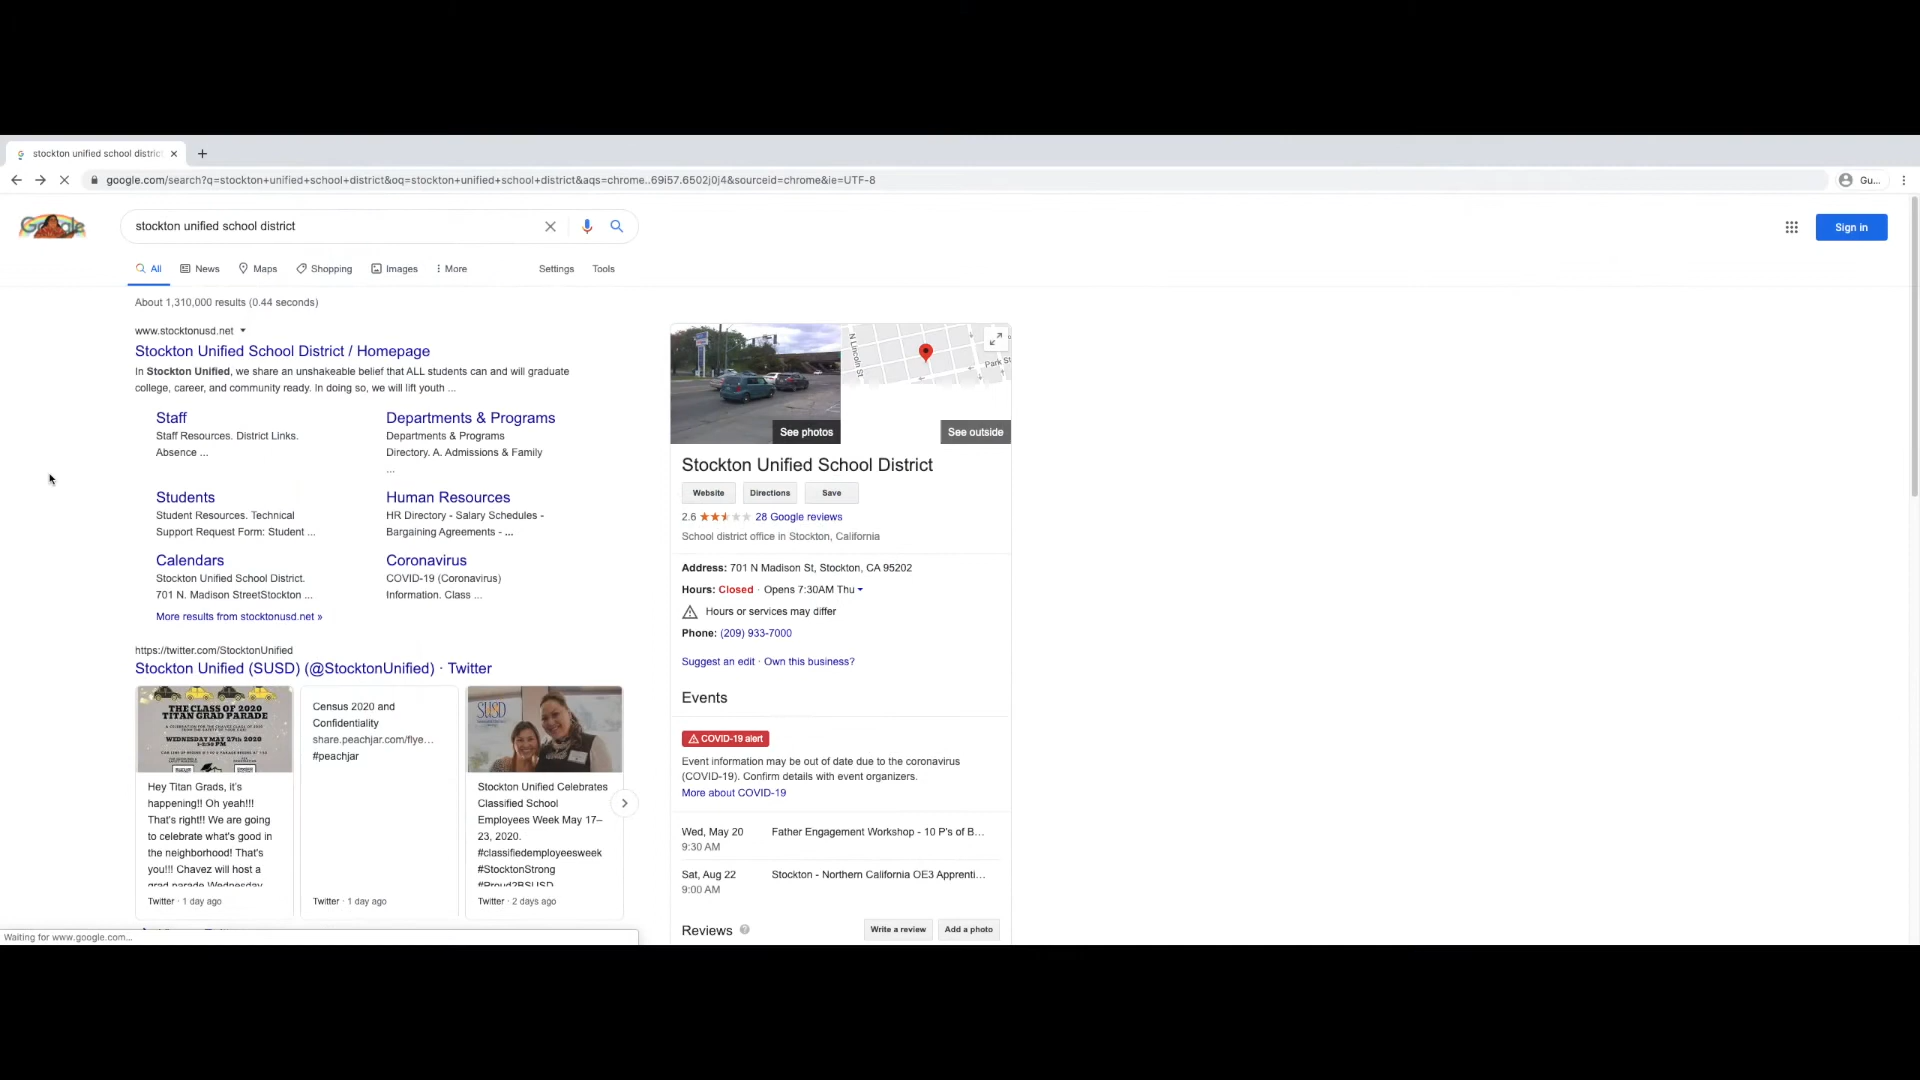 stockton unified school distric
google.com/search?q=stockton+unified+school+district&oq=stockton+unified+school+district&aqs=chrome..69i57.6502j0j4&sourceid=chrome&ie=UTF-8
Gu...
stockton unified school district
Sign in
All
News
Maps
Shopping
Images
More
Settings
Tools
About 1,310,000 results (0.44 seconds)
www.stocktonusd.net
Stockton Unified School District / Homepage
In Stockton Unified, we share an unshakeable belief that ALL students can and will graduate
college, career, and community ready. In doing so, we will lift youth ...
Staff
Staff Resources. District Links.
Absence ...
Departments & Programs
Departments & Programs
Directory. A. Admissions & Family
...
Students
Student Resources. Technical
Support Request Form: Student ...
Human Resources
HR Directory - Salary Schedules -
Bargaining Agreements - ...
Calendars
Stockton Unified School District.
701 N. Madison StreetStockton ...
Coronavirus
COVID-19 (Coronavirus)
Information. Class ...
More results from stocktonusd.net »
https://twitter.com/StocktonUnified
Stockton Unified (SUSD) (@StocktonUnified) · Twitter
THE CLASS OF 2020
TITAN GRAD PARADE
WEDNESDAY MAY 27th 2020
Hey Titan Grads, it's
happening!! Oh yeah!!!
That's right!! We are going
to celebrate what's good in
the neighborhood! That's
you!!! Chavez will host a
grad parade Wednesday
Twitter · 1 day ago
Census 2020 and
Confidentiality
share.peachjar.com/flye...
#peachjar
Twitter · 1 day ago
SUSD
Stockton Unified Celebrates
Classified School
Employees Week May 17–
23, 2020.
#classifiedemployeesweek
#StocktonStrong
#Proud2BSUSD
Twitter · 2 days ago
Waiting for www.google.com...
N Lincoln St
Park St
See photos
See outside
Stockton Unified School District
Website
Directions
Save
2.6
28 Google reviews
School district office in Stockton, California
Address: 701 N Madison St, Stockton, CA 95202
Hours: Closed · Opens 7:30AM Thu
Hours or services may differ
Phone: (209) 933-7000
Suggest an edit · Own this business?
Events
COVID-19 alert
Event information may be out of date due to the coronavirus
(COVID-19). Confirm details with event organizers.
More about COVID-19
Wed, May 20
Father Engagement Workshop - 10 P's of B...
9:30 AM
Sat, Aug 22
Stockton - Northern California OE3 Apprenti...
9:00 AM
Reviews
Write a review
Add a photo